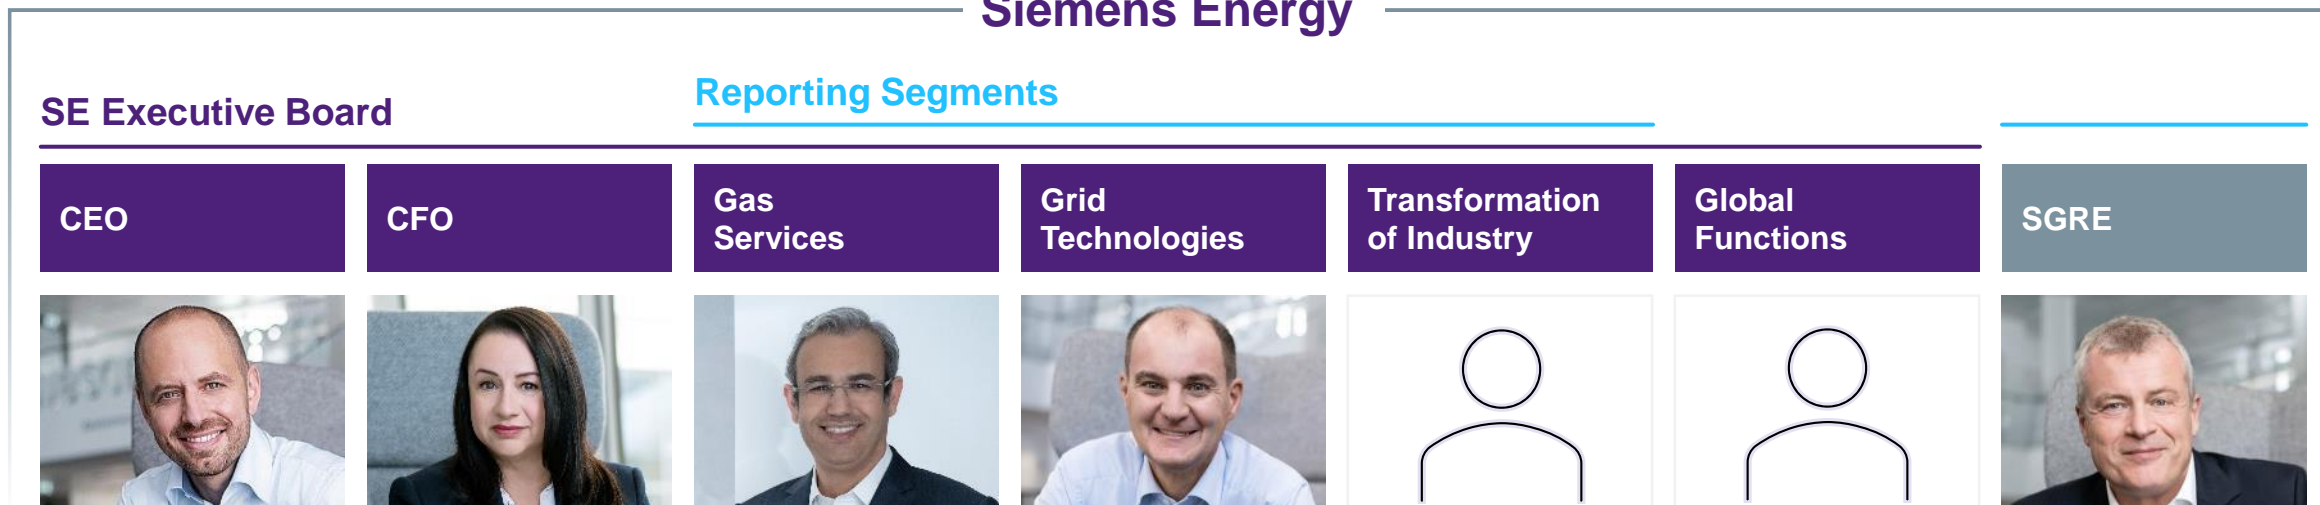 Siemens Energy
Reporting Segments
SE Executive Board
CEO
CFO
Gas
Services
Grid
Technologies
Transformation
of Industry
Global
Functions
SGRE